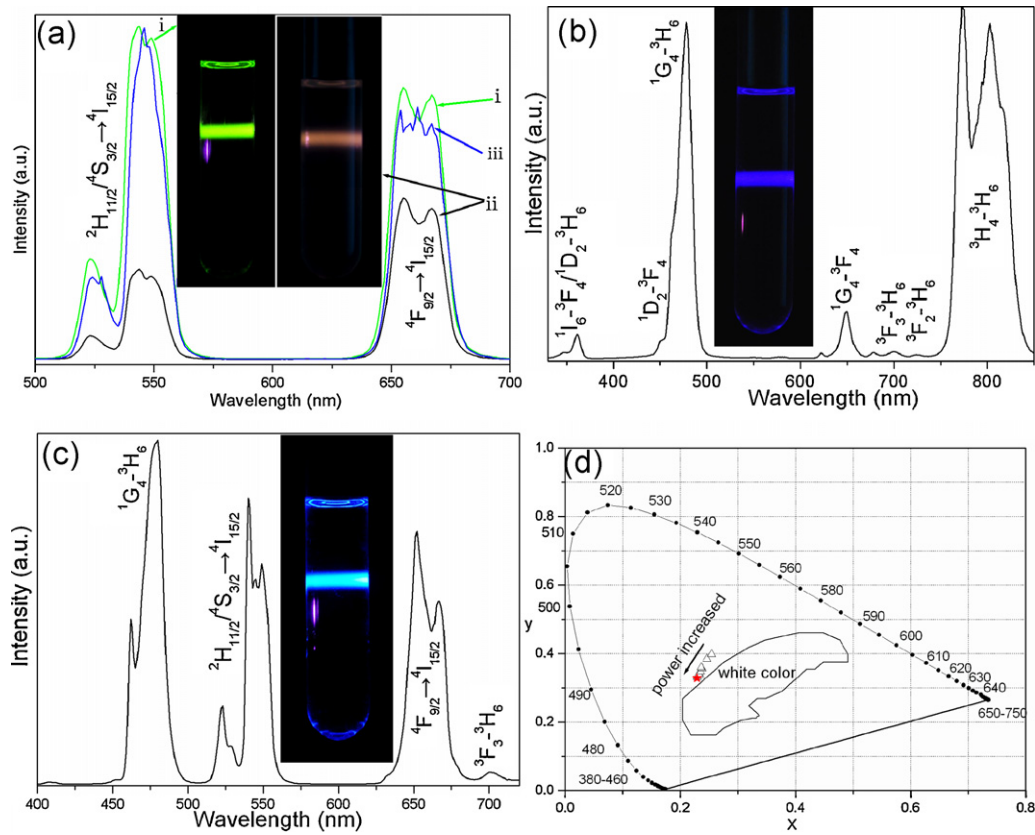 (a)
i
²H₁₁/₂/⁴S₃/₂→⁴I₁₅/₂
i
iii
ii
⁴F₉/₂→⁴I₁₅/₂
Intensity (a.u.)
500 550 600 650 700
Wavelength (nm)
(b)
¹I₆-³F₄/¹D₂-³H₆
¹D₂-³F₄
¹G₄-³H₆
¹G₄-³F₄
³F₃-³H₆
³F₂-³H₆
³H₄-³H₆
Intensity (a.u.)
400 500 600 700 800
Wavelength (nm)
(c)
¹G₄-³H₆
²H₁₁/₂/⁴S₃/₂→⁴I₁₅/₂
⁴F₉/₂→⁴I₁₅/₂
³F₃-³H₆
Intensity (a.u.)
400 450 500 550 600 650 700
Wavelength (nm)
(d)
1.0
0.8
0.6
y
0.4
0.2
0.0
520
530
510
540
550
560
500
580
590
600
610
620
630
640
650-750
490
480
380-460
power increased
white color
0.0 0.2 0.4 0.6 0.8
X